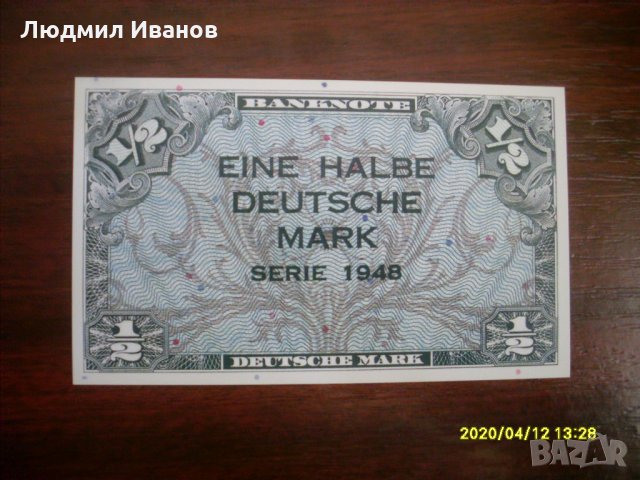 Людмил Иванов
BANKNOTE
1/2 1/2
EINE HALBE
DEUTSCHE
MARK
SERIE 1948
1/2 1/2
DEUTSCHE MARK
2020/04/12 13:28
BAZAR